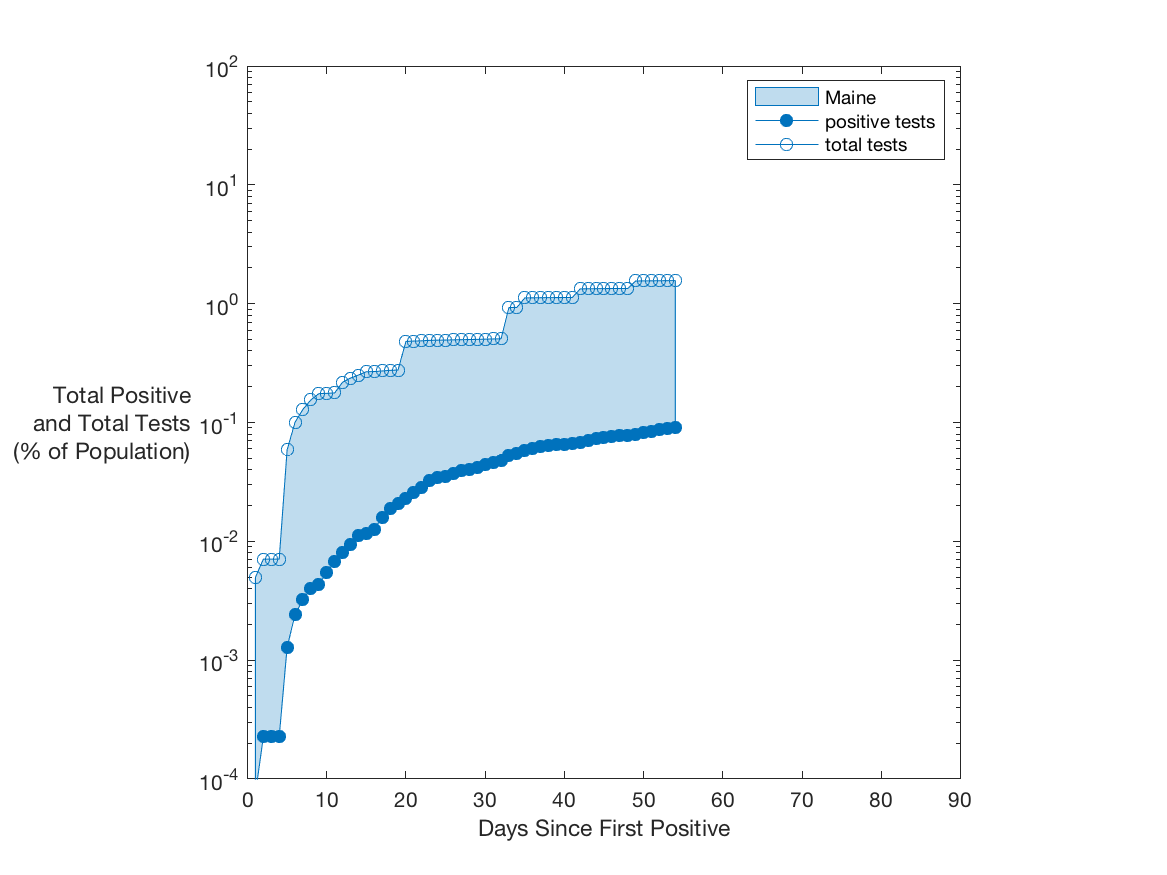 10^2
10^1
10^0
10^-1
10^-2
10^-3
10^-4
Total Positive
and Total Tests
(% of Population)
Maine
positive tests
total tests
0 10 20 30 40 50 60 70 80 90
Days Since First Positive